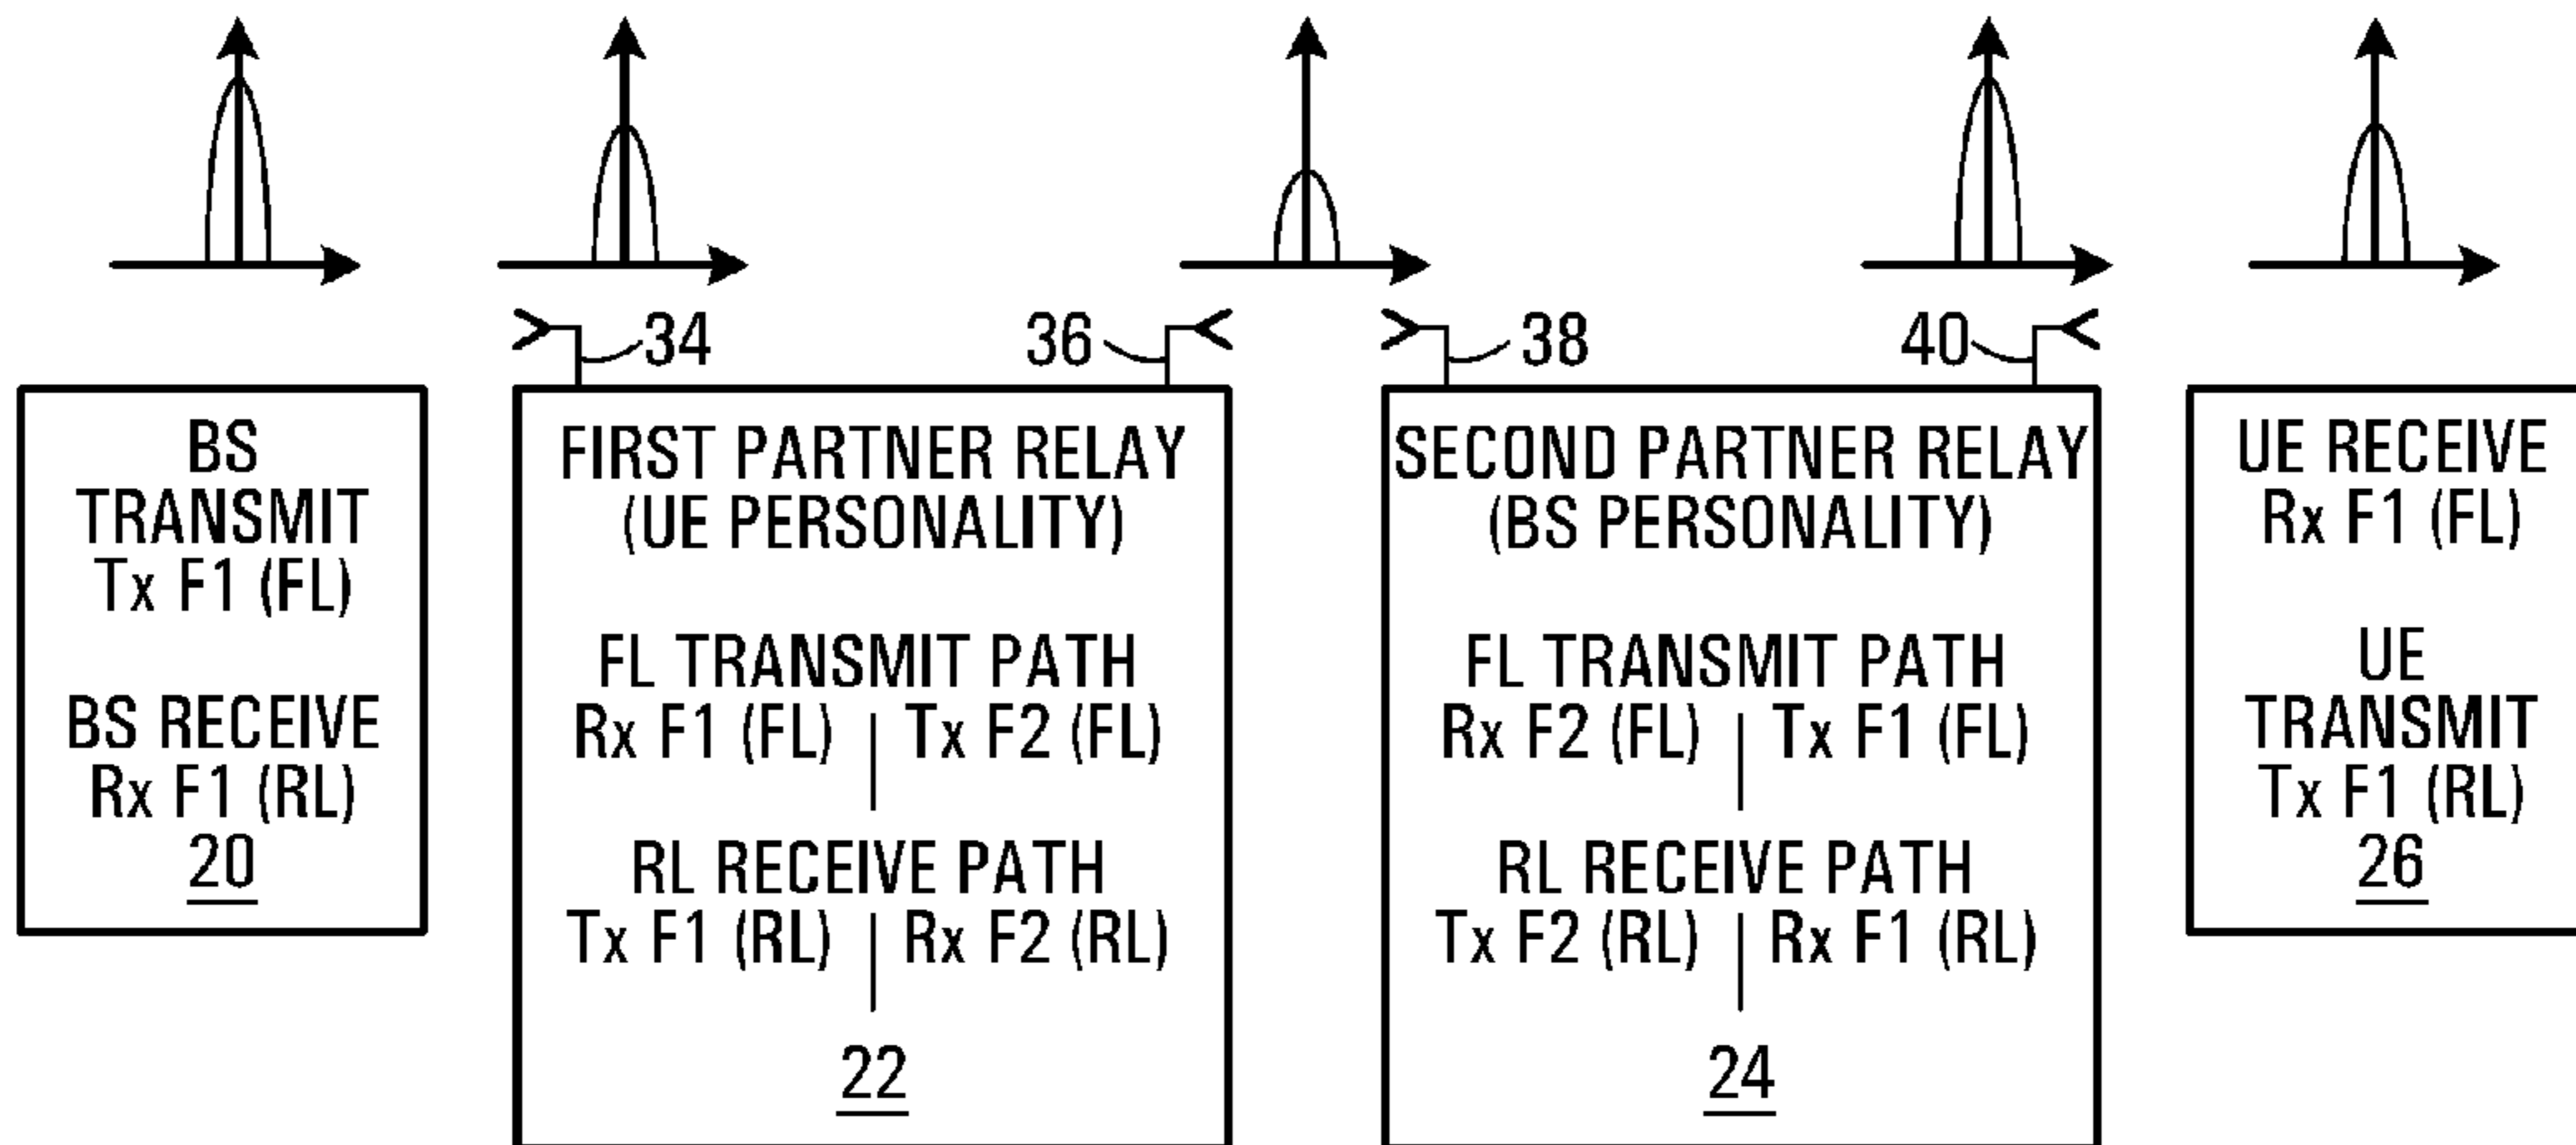 34
36
38
40
BS
TRANSMIT
Tx F1 (FL)
BS RECEIVE
Rx F1 (RL)
20
FIRST PARTNER RELAY
(UE PERSONALITY)
FL TRANSMIT PATH
Rx F1 (FL) | Tx F2 (FL)
RL RECEIVE PATH
Tx F1 (RL) | Rx F2 (RL)
22
SECOND PARTNER RELAY
(BS PERSONALITY)
FL TRANSMIT PATH
Rx F2 (FL) | Tx F1 (FL)
RL RECEIVE PATH
Tx F2 (RL) | Rx F1 (RL)
24
UE RECEIVE
Rx F1 (FL)
UE
TRANSMIT
Tx F1 (RL)
26